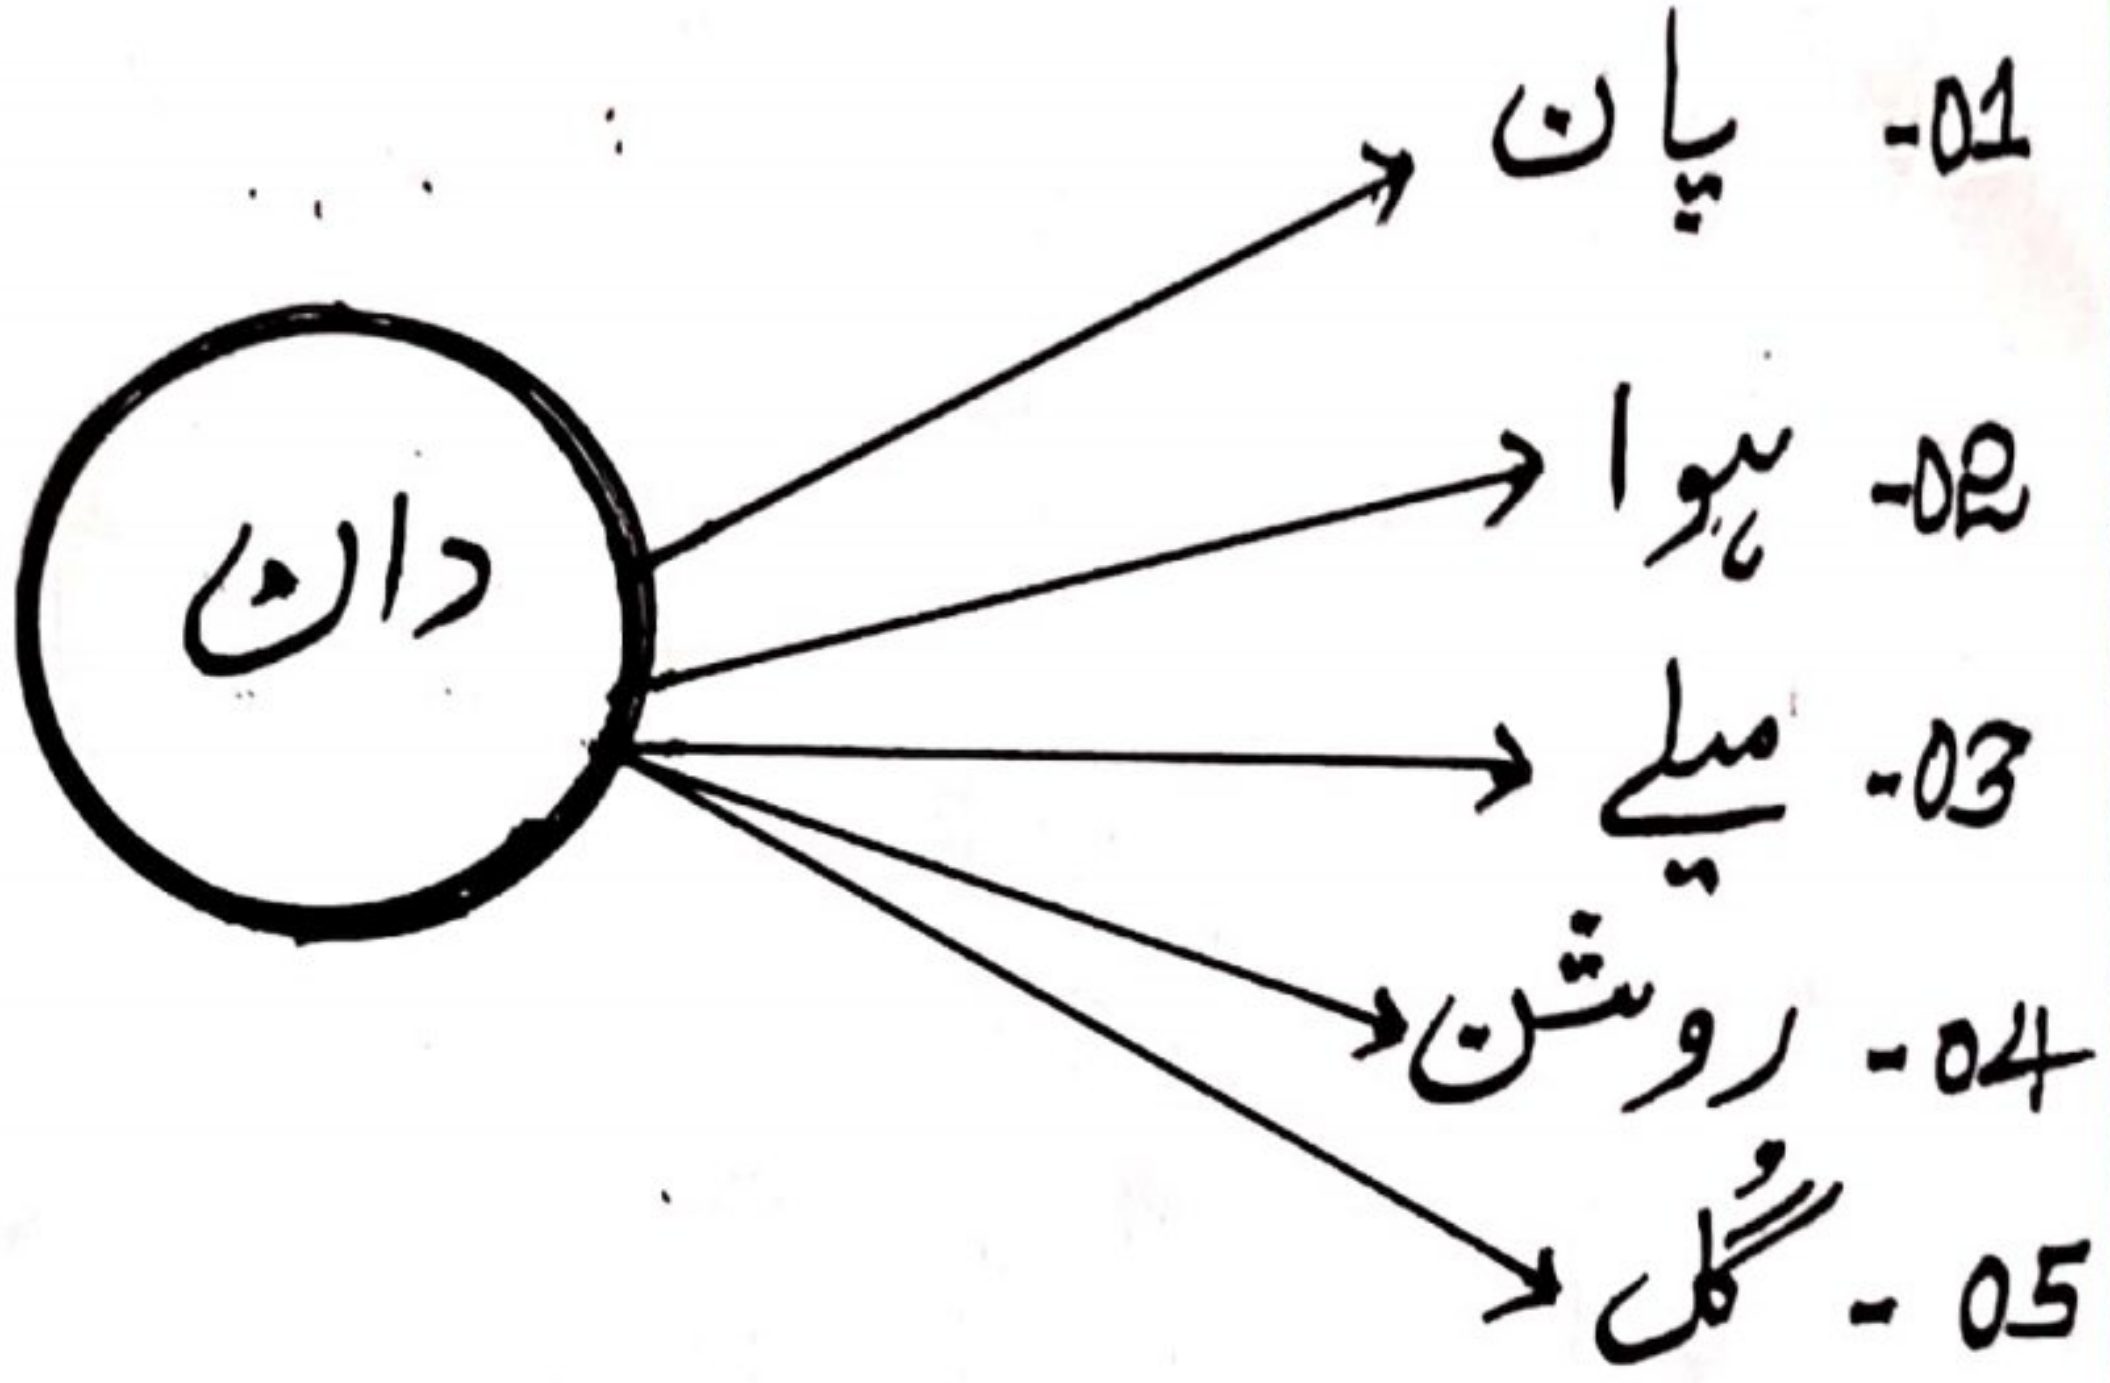 01- پان
02- ہوا
دان
03- میلے
04- روشن
05- گُل